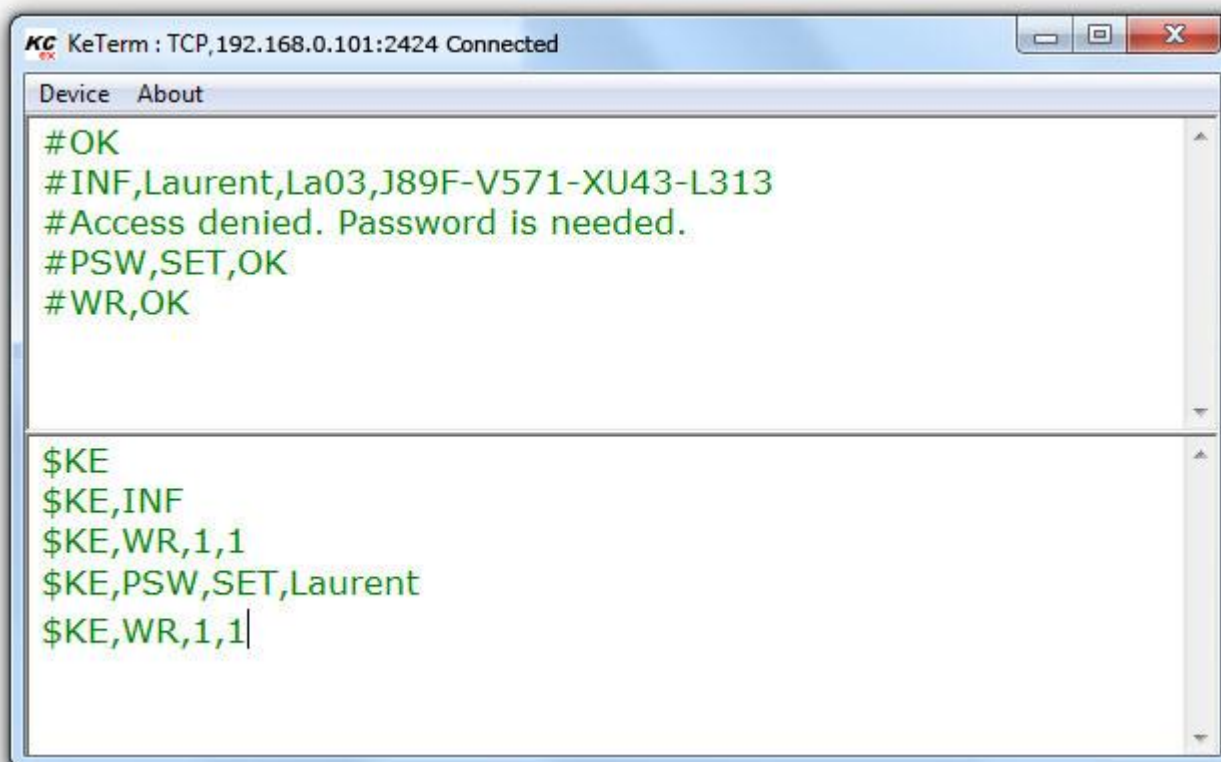 KC ex KeTerm : TCP,192.168.0.101:2424 Connected
Device About
#OK
#INF,Laurent,La03,J89F-V571-XU43-L313
#Access denied. Password is needed.
#PSW,SET,OK
#WR,OK
$KE
$KE,INF
$KE,WR,1,1
$KE,PSW,SET,Laurent
$KE,WR,1,1